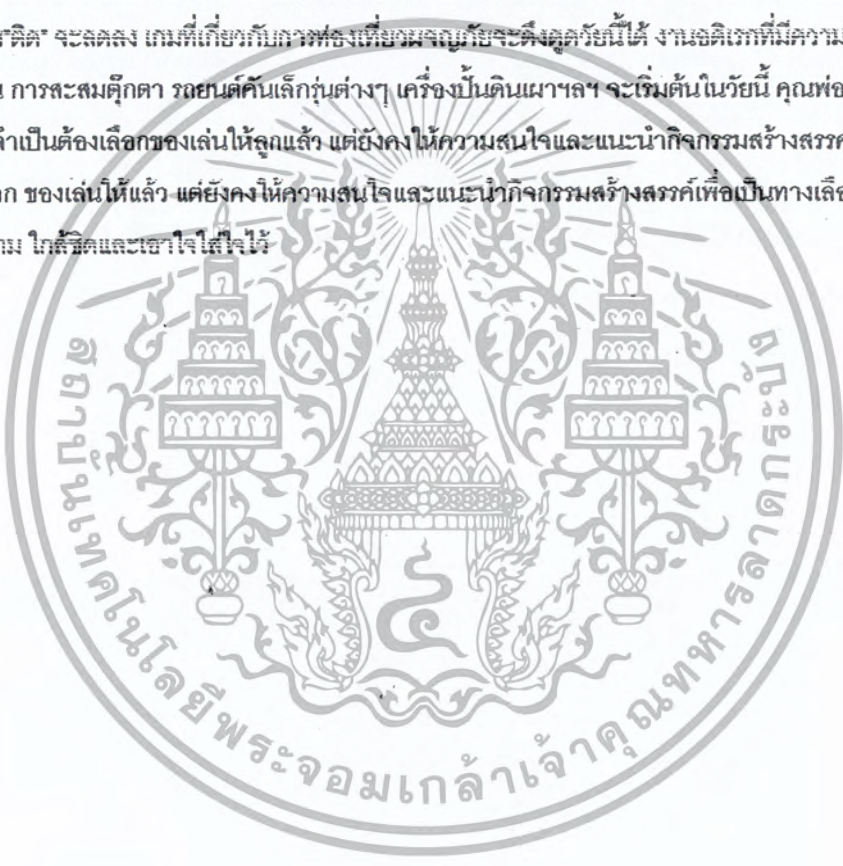 "ติด" จะลดลง เกมที่เกี่ยวกับการท่องเที่ยวผจญภัยจะดึงดูดวัยนี้ได้ งานอดิเรกที่มีความ
การสะสมตุ๊กตา รถยนต์คันเล็กรุ่นต่างๆ เครื่องปั้นดินเผาฯลฯ จะเริ่มต้นในวัยนี้ คุณพ่อ
จำเป็นต้องเลือกของเล่นให้ลูกแล้ว แต่ยังคงให้ความสนใจและแนะนำกิจกรรมสร้างสรรค์
ของเล่นให้แล้ว แต่ยังคงให้ความสนใจและแนะนำกิจกรรมสร้างสรรค์เพื่อเป็นทางเลือ
ใกล้ชิดและเอาใจใส่ไว้
สถาบันเทคโนโลยีพระจอมเกล้าเจ้าคุณทหารลาดกระบัง